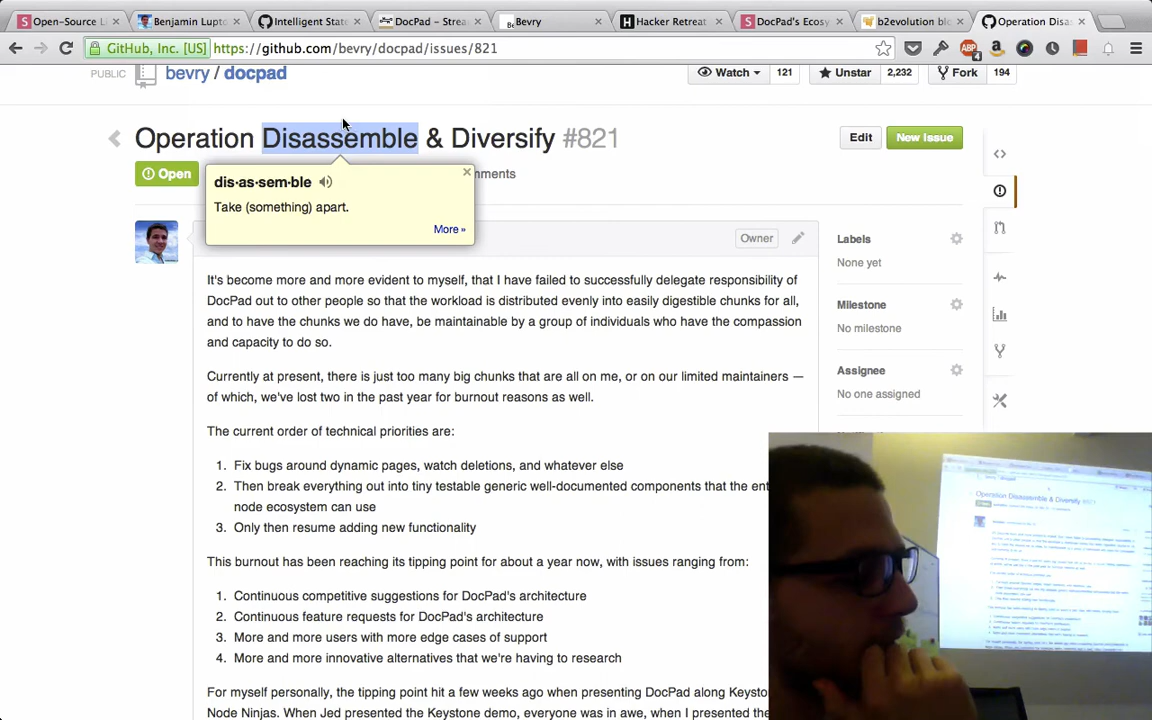 Open-Source L
Benjamin Lupto
Intelligent State
DocPad – Strea
Bevry
Hacker Retreat
DocPad's Ecosy
b2evolution blo
Operation Disas
GitHub, Inc. [US]
https://github.com/bevry/docpad/issues/821
ABP
4
PUBLIC
bevry / docpad
Watch
121
Unstar
2,232
Fork
194
Operation Disassemble & Diversify #821
Edit
New Issue
Open
mments
dis·as·sem·ble
Take (something) apart.
More »
Owner
It's become more and more evident to myself, that I have failed to successfully delegate responsibility of
DocPad out to other people so that the workload is distributed evenly into easily digestible chunks for all,
and to have the chunks we do have, be maintainable by a group of individuals who have the compassion
and capacity to do so.
Currently at present, there is just too many big chunks that are all on me, or on our limited maintainers —
of which, we've lost two in the past year for burnout reasons as well.
The current order of technical priorities are:
1. Fix bugs around dynamic pages, watch deletions, and whatever else
2. Then break everything out into tiny testable generic well-documented components that the ent
node ecosystem can use
3. Only then resume adding new functionality
This burnout has been reaching its tipping point for about a year now, with issues ranging from:
1. Continuous competitive suggestions for DocPad's architecture
2. Continuous feature requests for DocPad's architecture
3. More and more users with more edge cases of support
4. More and more innovative alternatives that we're having to research
For myself personally, the tipping point hit a few weeks ago when presenting DocPad along Keysto
Node Ninjas. When Jed presented the Keystone demo, everyone was in awe, when I presented the
Labels
None yet
Milestone
No milestone
Assignee
No one assigned
Operation Disassemble & Diversify #821